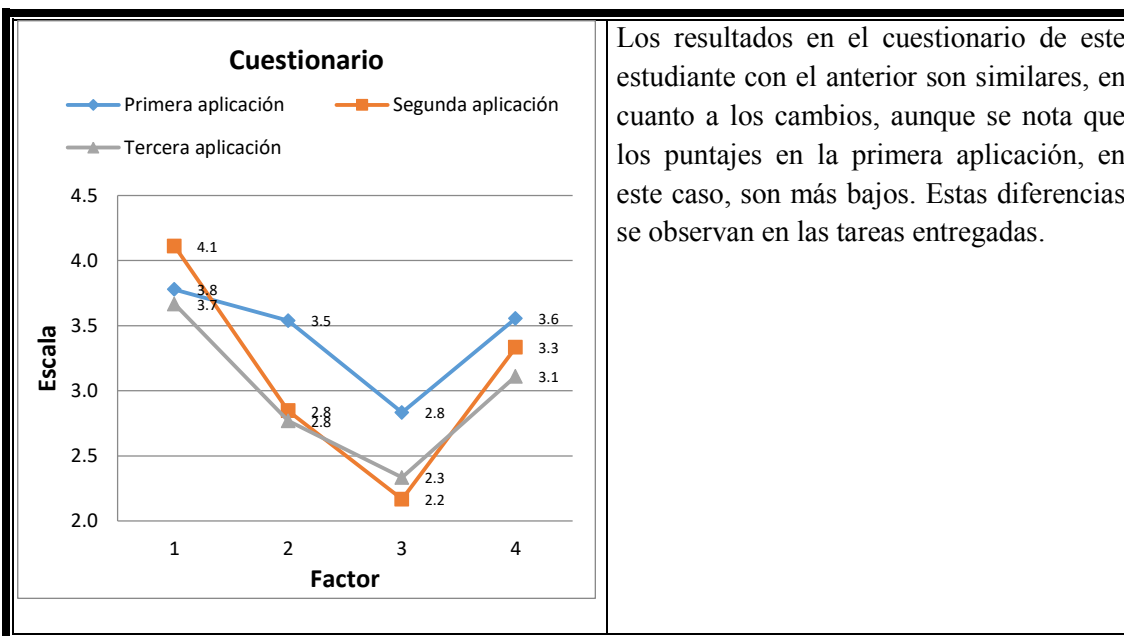 Cuestionario
Primera aplicación
Segunda aplicación
Tercera aplicación
4.5
4.0
3.5
3.0
2.5
2.0
Escala
4.1
3.8
3.7
3.5
2.8
2.8
2.8
2.3
2.2
3.6
3.3
3.1
1 2 3 4
Factor
Los resultados en el cuestionario de este
estudiante con el anterior son similares, en
cuanto a los cambios, aunque se nota que
los puntajes en la primera aplicación, en
este caso, son más bajos. Estas diferencias
se observan en las tareas entregadas.